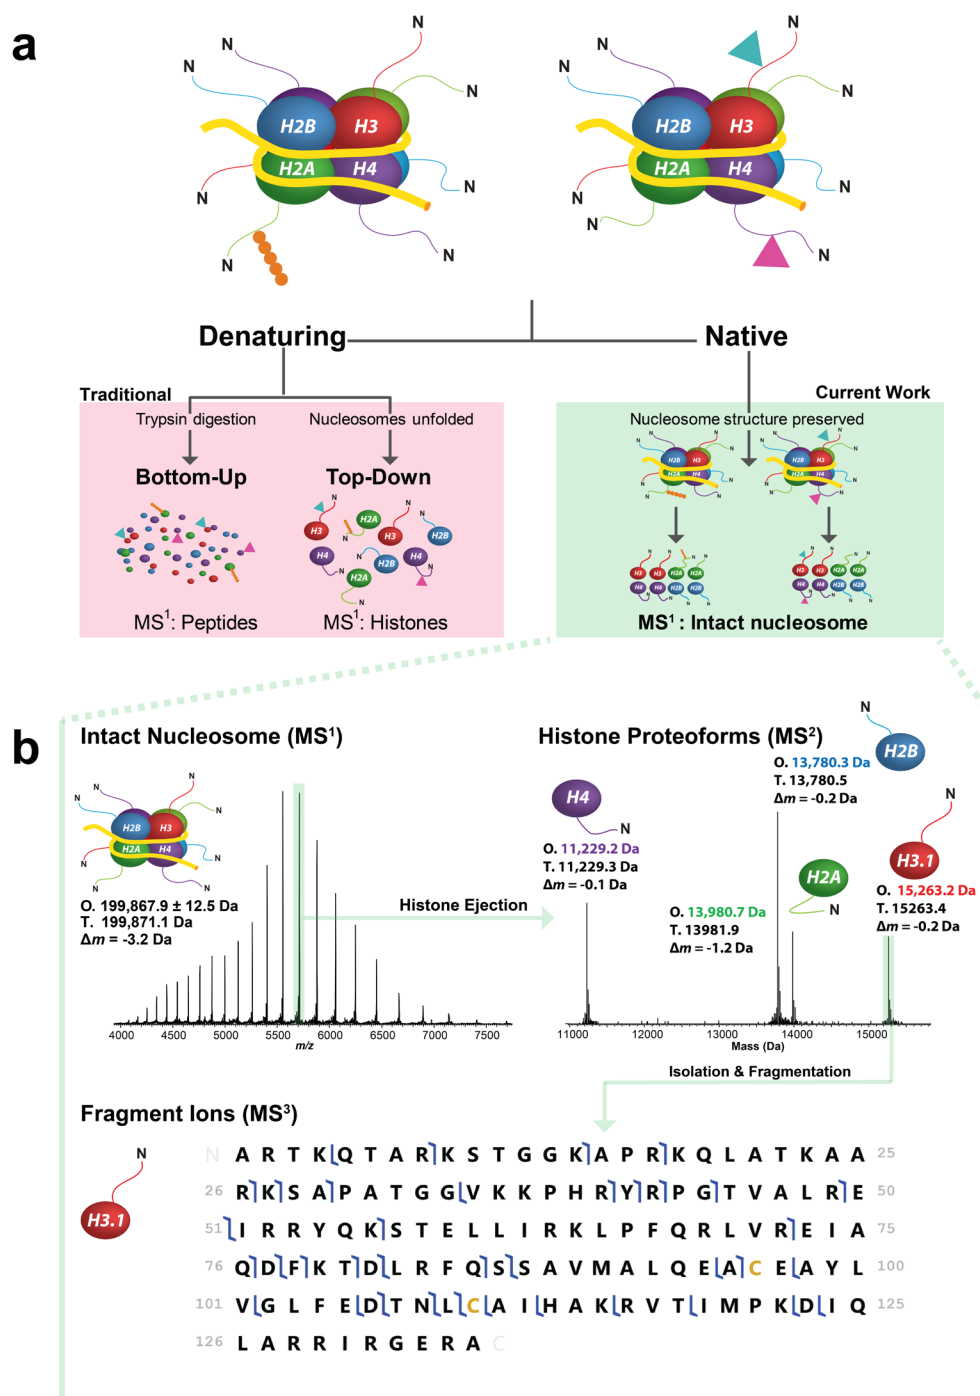 a
N
N
N
N
N
N
N
N
H2B
H3
H2A
H4
N
N
N
N
N
N
N
N
H2B
H3
H2A
H4
Denaturing
Native
Traditional
Current Work
Trypsin digestion
Nucleosomes unfolded
Nucleosome structure preserved
Bottom-Up
Top-Down
MS1: Peptides
MS1: Histones
MS1 : Intact nucleosome
b
Intact Nucleosome (MS1)
Histone Proteoforms (MS2)
N
H2B
O. 13,780.3 Da
T. 13,780.5
Δm = -0.2 Da
H4
N
O. 11,229.2 Da
T. 11,229.3 Da
Δm = -0.1 Da
N
H3.1
O. 15,263.2 Da
T. 15263.4
Δm = -0.2 Da
H2A
N
O. 13,980.7 Da
T. 13981.9
Δm = -1.2 Da
H2B
H3
H2A
H4
O. 199,867.9 ± 12.5 Da
T. 199,871.1 Da
Δm = -3.2 Da
Histone Ejection
4000 4500 5000 5500 6000 6500 7000 7500
m/z
11000 12000 13000 14000 15000
Mass (Da)
Isolation & Fragmentation
Fragment Ions (MS3)
N
H3.1
N A R T K Q T A R K S T G G K A P R K Q L A T K A A 25
26 R K S A P A T G G V K K P H R Y R P G T V A L R E 50
51 I R R Y Q K S T E L L I R K L P F Q R L V R E I A 75
76 Q D F K T D L R F Q S S A V M A L Q E A C E A Y L 100
101 V G L F E D T N L C A I H A K R V T I M P K D I Q 125
126 L A R R I R G E R A C